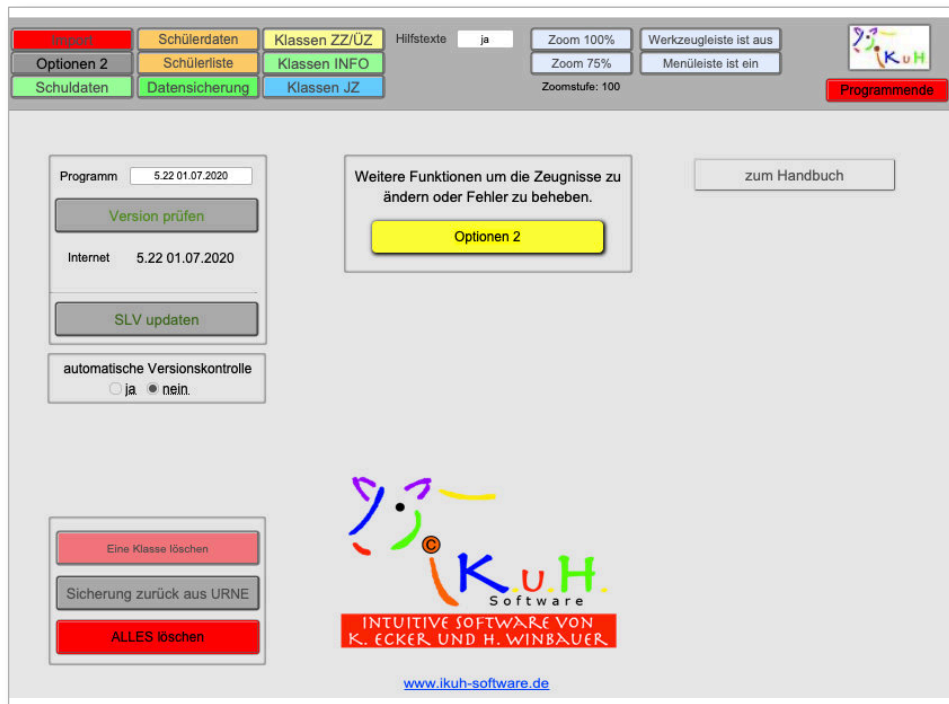 Import
Schülerdaten
Klassen ZZ/ÜZ
Hilfstexte
ja
Zoom 100%
Werkzeugleiste ist aus
Optionen 2
Schülerliste
Klassen INFO
Zoom 75%
Menüleiste ist ein
iKuH
Schuldaten
Datensicherung
Klassen JZ
Zoomstufe: 100
Programmende
Programm
5.22 01.07.2020
Version prüfen
Internet
5.22 01.07.2020
SLV updaten
automatische Versionskontrolle
ja
nein
Weitere Funktionen um die Zeugnisse zu
ändern oder Fehler zu beheben.
Optionen 2
zum Handbuch
Eine Klasse löschen
Sicherung zurück aus URNE
ALLES löschen
©
iK.u.H.
Software
INTUITIVE SOFTWARE VON
K. ECKER UND H. WINBAUER
www.ikuh-software.de